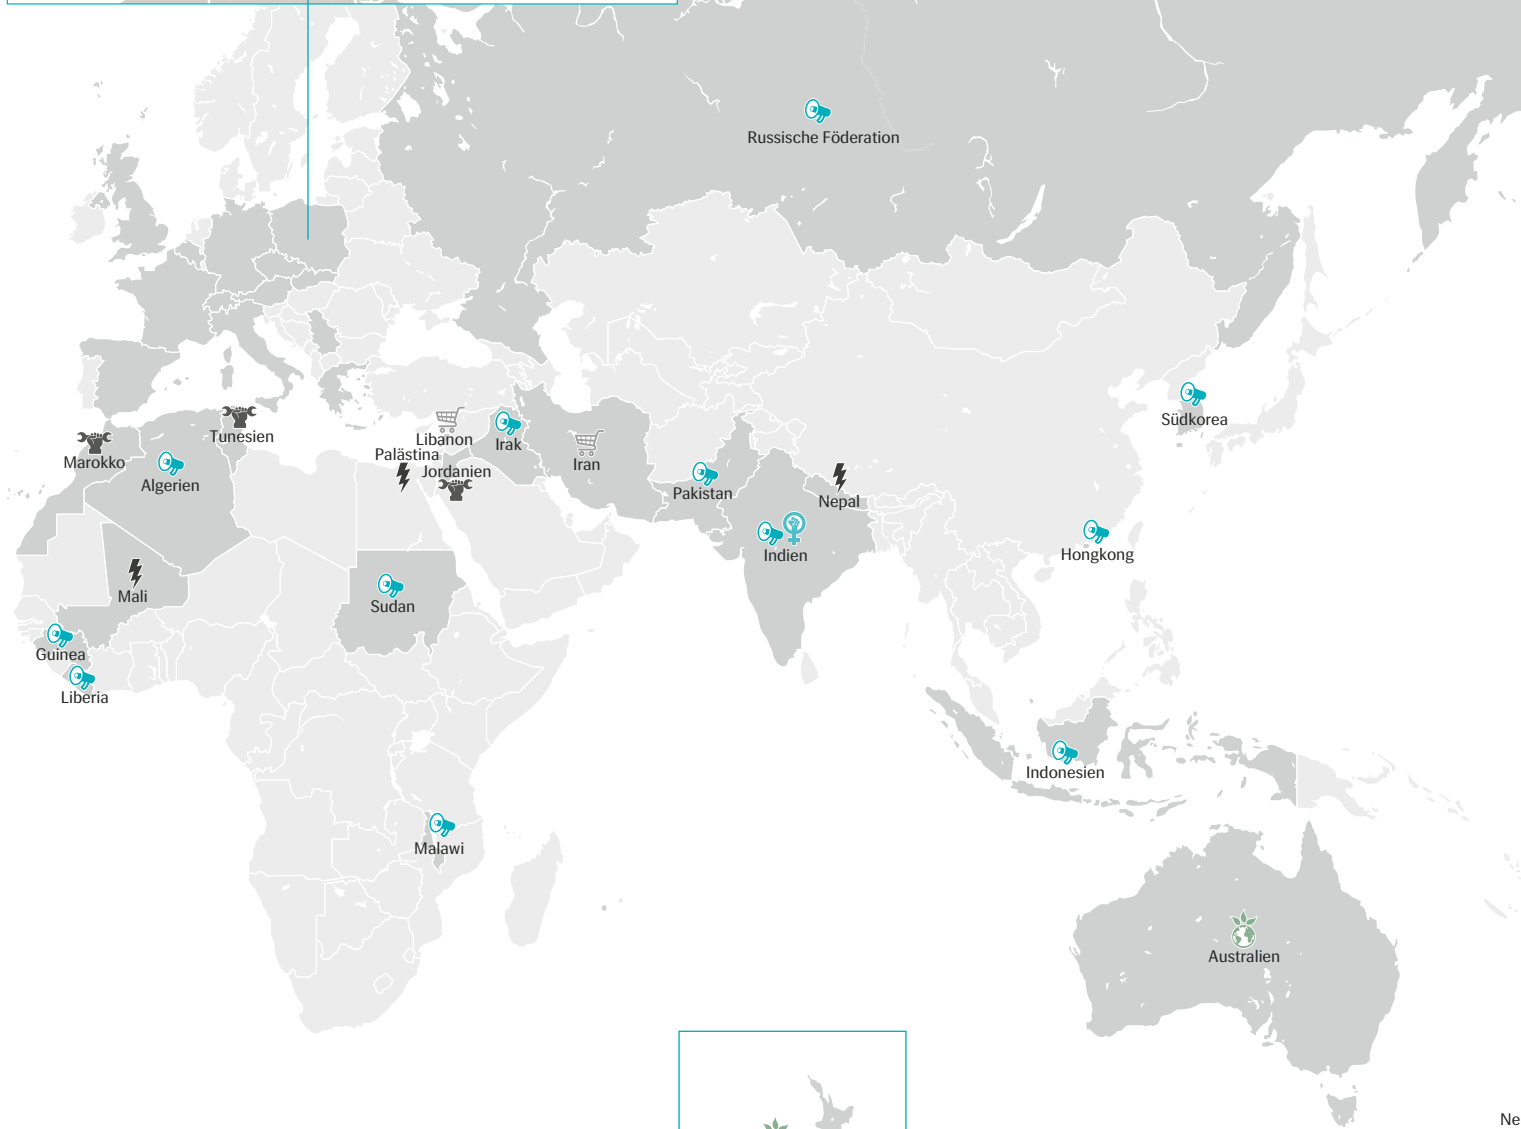 Russische Föderation
Südkorea
Tunesien
Libanon
Irak
Palästina
Marokko
Iran
Jordanien
Algerien
Pakistan
Nepal
Hongkong
Indien
Mali
Sudan
Guinea
Liberia
Indonesien
Malawi
Australien
Ne